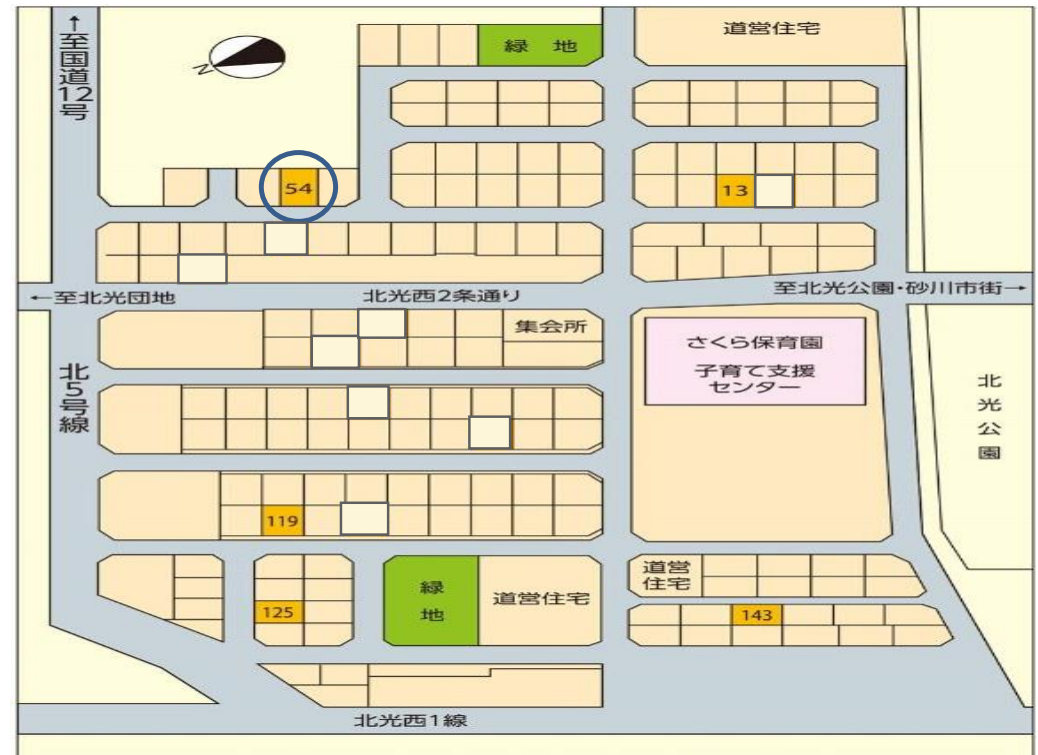 ↑至国道12号
緑 地
道営住宅
N
54
13
←至北光団地
北光西2条通り
至北光公園・砂川市街→
集会所
さくら保育園
子育て支援
センター
北5号線
北光公園
119
125
緑
地
道営住宅
道営
住宅
143
北光西1線